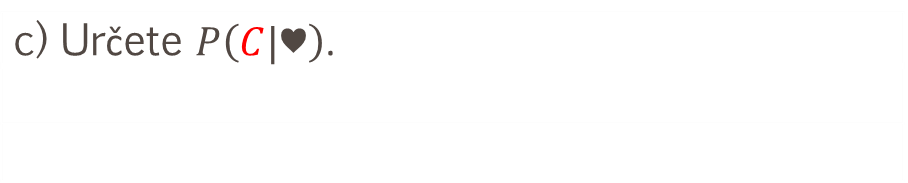 c) Určete P(C|♥).